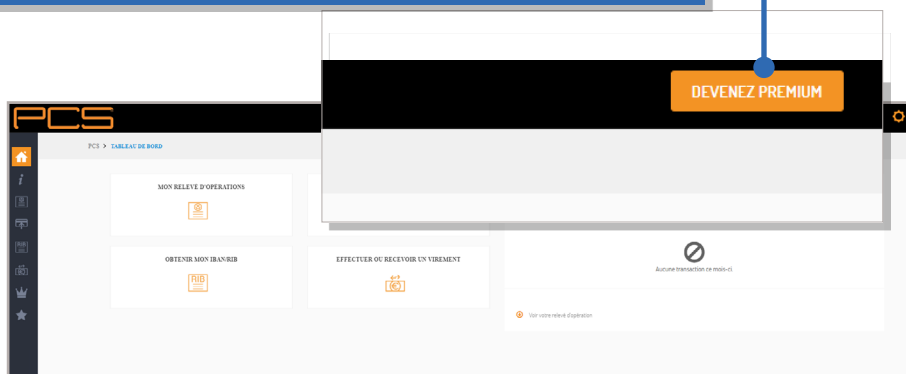 DEVENEZ PREMIUM
PCS
PCS > TABLEAU DE BORD
MON RELEVE D'OPERATIONS
OBTENIR MON IBAN/RIB
RIB
EFFECTUER OU RECEVOIR UN VIREMENT
Aucune transaction ce mois-ci.
Voir votre relevé d'opération